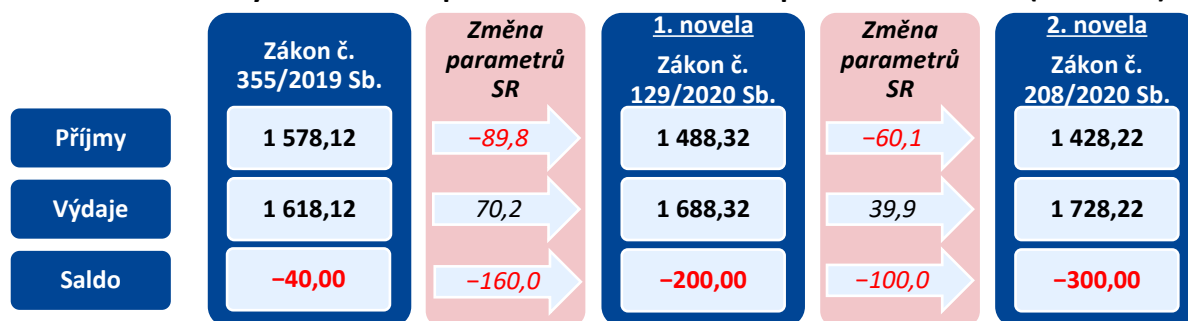 Zákon č.
355/2019 Sb.
Změna
parametrů
SR
1. novela
Zákon č.
129/2020 Sb.
Změna
parametrů
SR
2. novela
Zákon č.
208/2020 Sb.
Příjmy 1 578,12 −89,8 1 488,32 −60,1 1 428,22
Výdaje 1 618,12 70,2 1 688,32 39,9 1 728,22
Saldo −40,00 −160,0 −200,00 −100,0 −300,00